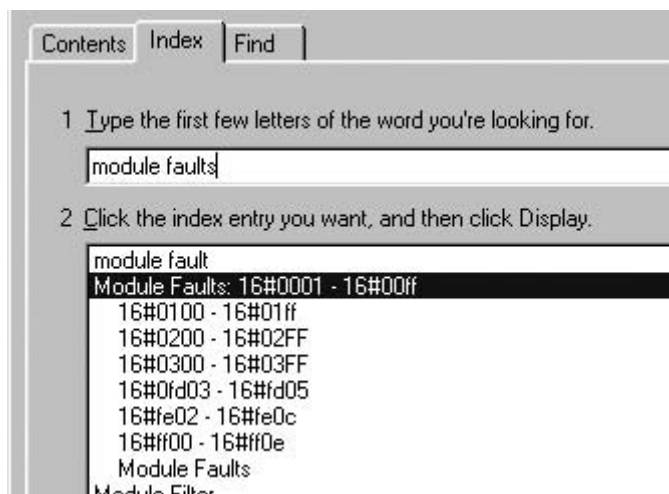 Contents Index Find
1 Type the first few letters of the word you're looking for.
module faults
2 Click the index entry you want, and then click Display.
module fault
Module Faults: 16#0001 - 16#00ff
16#0100 - 16#01ff
16#0200 - 16#02FF
16#0300 - 16#03FF
16#0fd03 - 16#fd05
16#fe02 - 16#fe0c
16#ff00 - 16#ff0e
Module Faults
Module Filter